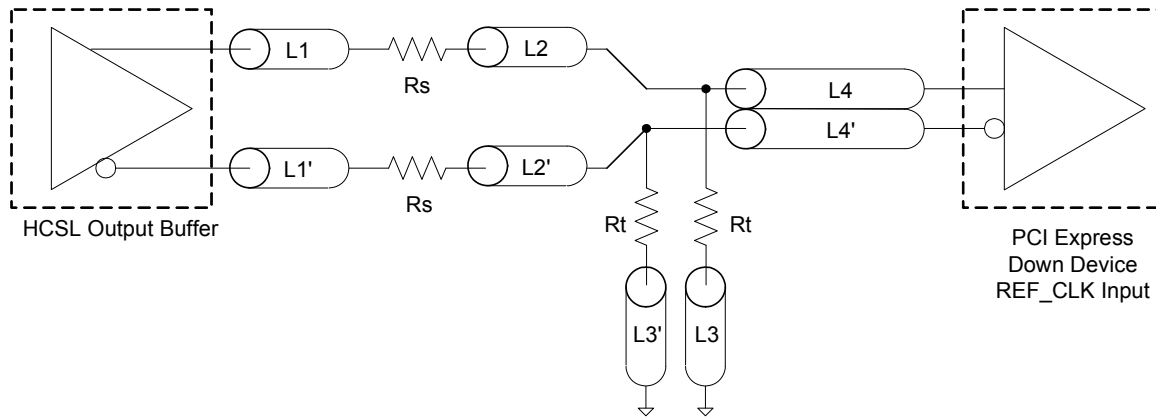 L1
Rs
L2
L4
L4'
L1'
Rs
L2'
HCSL Output Buffer
Rt
Rt
L3'
L3
PCI Express
Down Device
REF_CLK Input